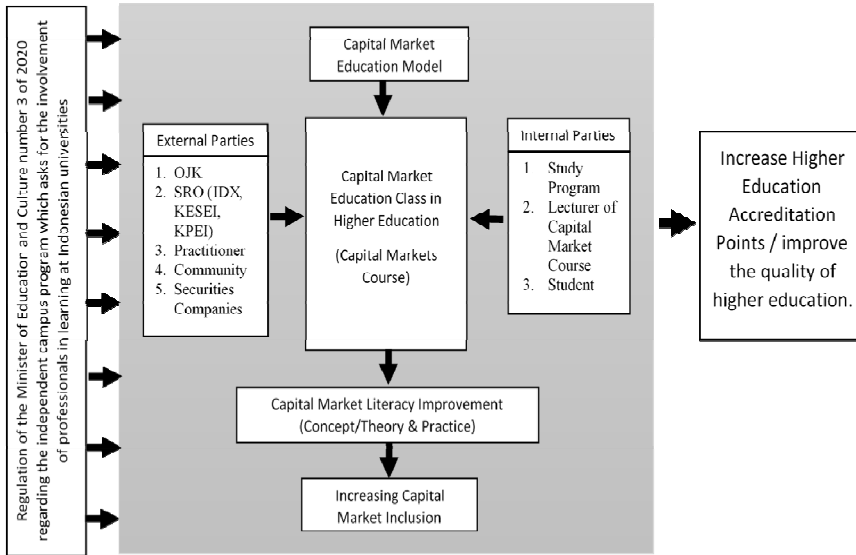 Regulation of the Minister of Education and Culture number 3 of 2020
regarding the independent campus program which asks for the involvement
of professionals in learning at Indonesian universities
Capital Market
Education Model
External Parties
1. OJK
2. SRO (IDX,
KESEI,
KPEI)
3. Practitioner
4. Community
5. Securities
Companies
Capital Market
Education Class in
Higher Education
(Capital Markets
Course)
Internal Parties
1 Study
Program
2. Lecturer of
Capital
Market
Course
3. Student
Capital Market Literacy Improvement
(Concept/Theory & Practice)
Increasing Capital
Market Inclusion
Increase Higher
Education
Accreditation
Points / improve
the quality of
higher education.